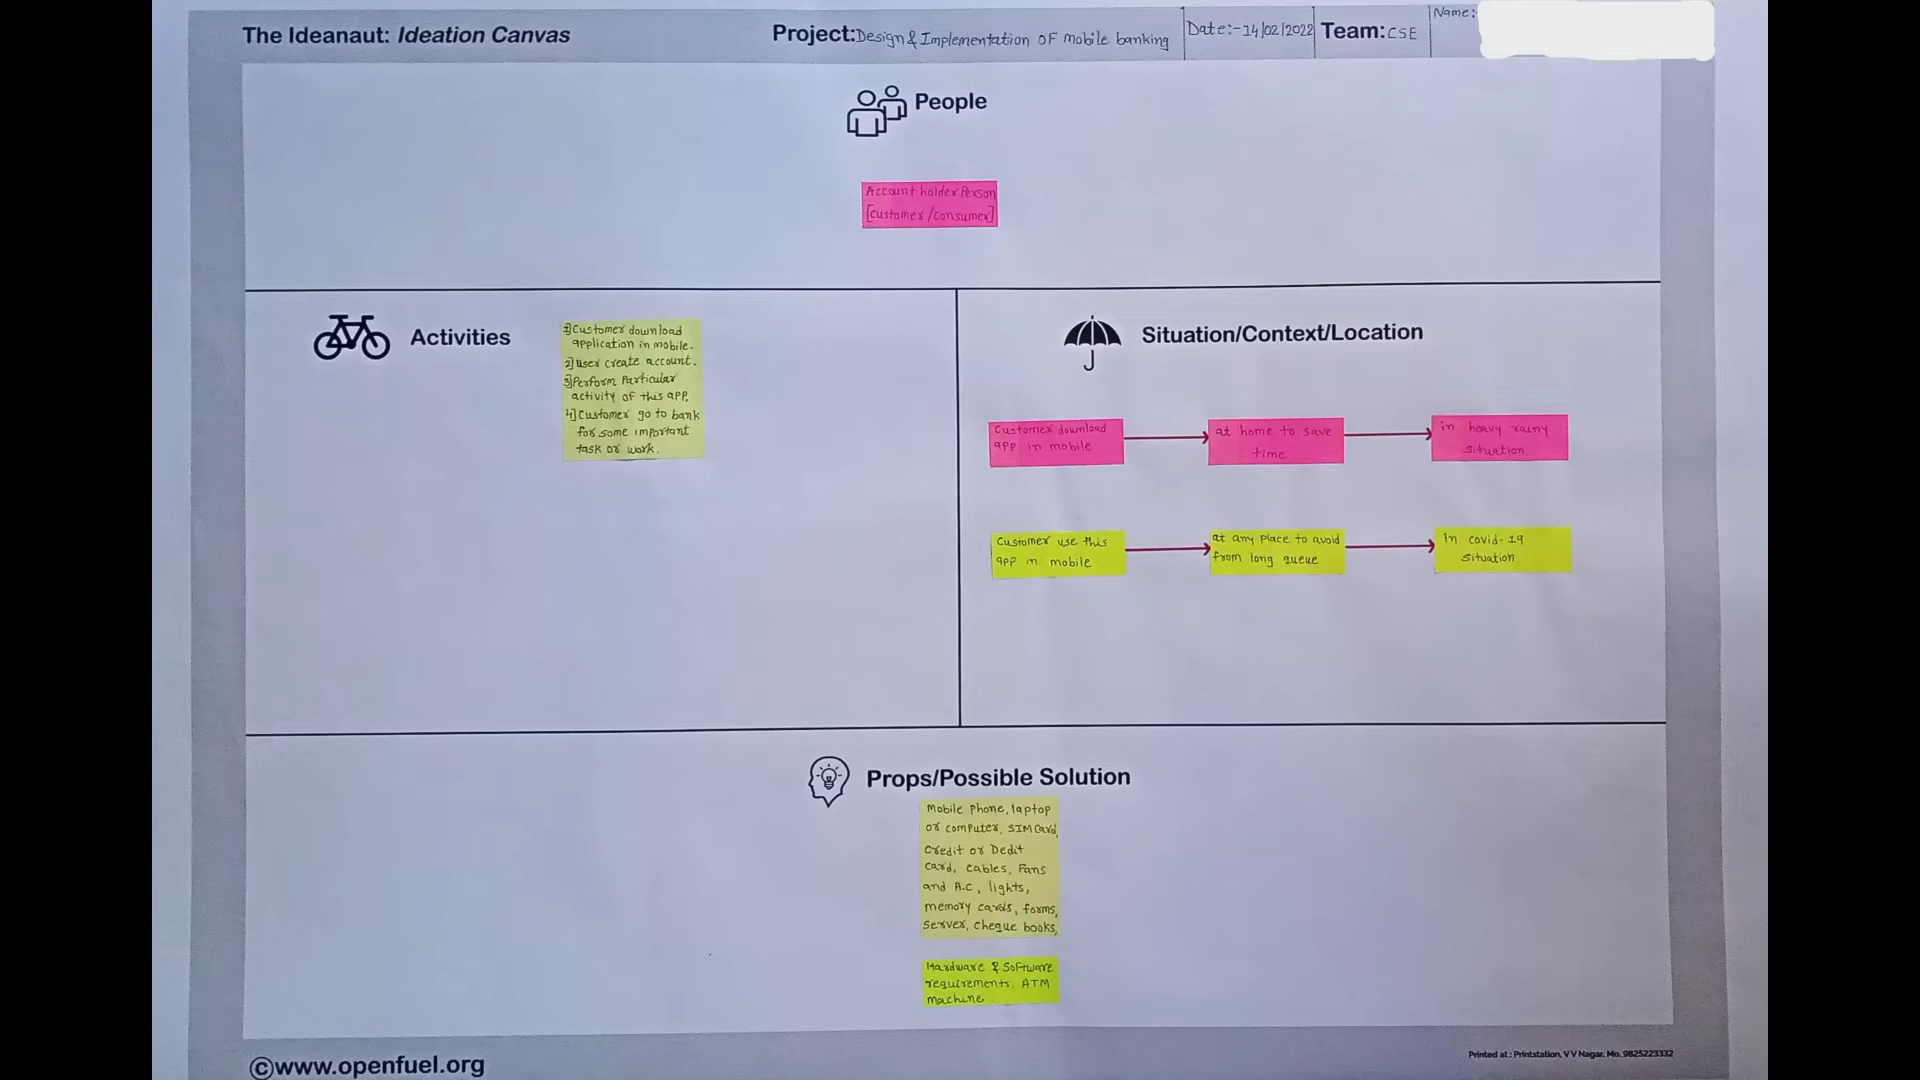 The Ideanaut: Ideation Canvas
Project: Design & Implementation OF mobile banking
Date:-14/02/2022
Team: CSE
Name:-
People
Account holder Person
[customer/consumer]
Activities
1] Customer download
application in mobile.
2] User create account.
3] Perform Particular
activity of this app.
4] Customer go to bank
for some important
task or work.
Situation/Context/Location
Customer download
app in mobile
at home to save
time
in heavy rainy
situation
Customer use this
app in mobile
at any Place to avoid
from long queue
In covid-19
situation
Props/Possible Solution
Mobile Phone, laptop
or computer, SIM Card,
Credit or Dedit
card, cables, Fans
and A.C, lights,
memory cards, forms,
server, cheque books,
Hardware & Software
requirements, ATM
machine
©www.openfuel.org
Printed at : Printstation, V V Nagar. Mo. 9825223332